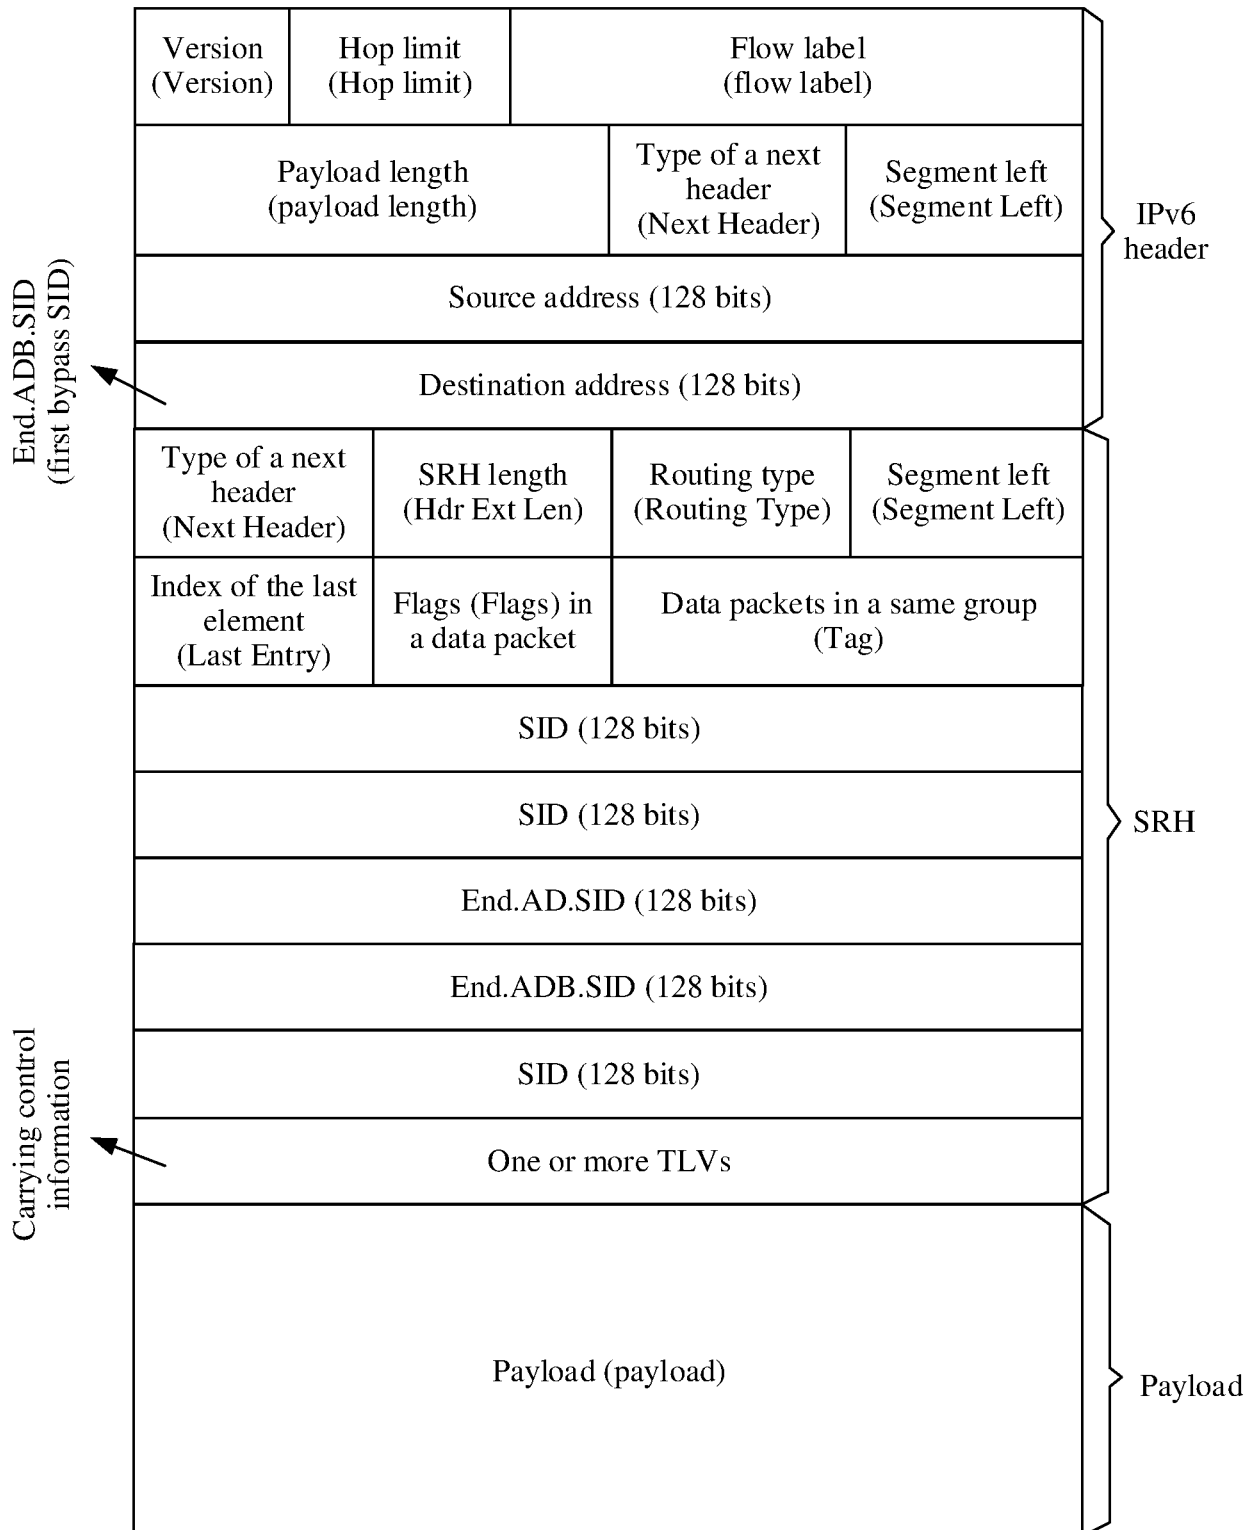 Version
(Version)
Hop limit
(Hop limit)
Flow label
(flow label)
Payload length
(payload length)
Type of a next
header
(Next Header)
Segment left
(Segment Left)
IPv6
header
Source address (128 bits)
End.ADB.SID
(first bypass SID)
Destination address (128 bits)
Type of a next
header
(Next Header)
SRH length
(Hdr Ext Len)
Routing type
(Routing Type)
Segment left
(Segment Left)
Index of the last
element
(Last Entry)
Flags (Flags) in
a data packet
Data packets in a same group
(Tag)
SID (128 bits)
SID (128 bits)
SRH
End.AD.SID (128 bits)
End.ADB.SID (128 bits)
SID (128 bits)
Carrying control
information
One or more TLVs
Payload (payload)
Payload